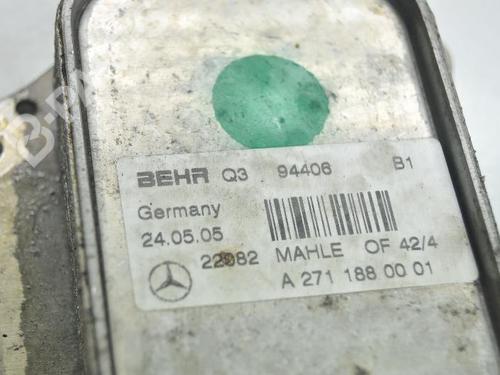 BEHR Q3 94406 B1
Germany
24.05.05
22982 MAHLE OF 42/4
A 271 188 00 01